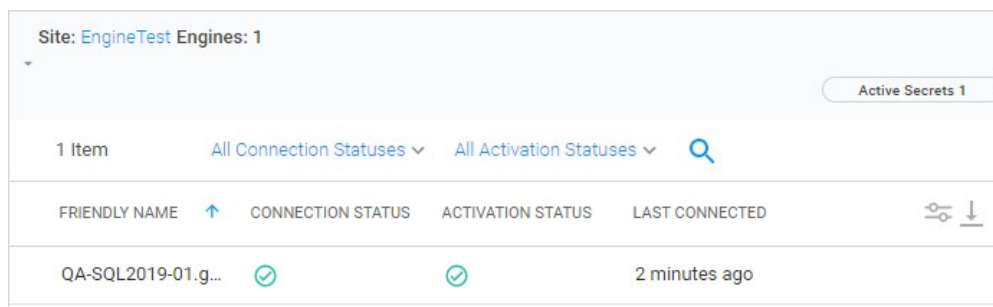 Site: EngineTest Engines: 1
Active Secrets 1
1 Item All Connection Statuses All Activation Statuses
FRIENDLY NAME CONNECTION STATUS ACTIVATION STATUS LAST CONNECTED
QA-SQL2019-01.g... 2 minutes ago